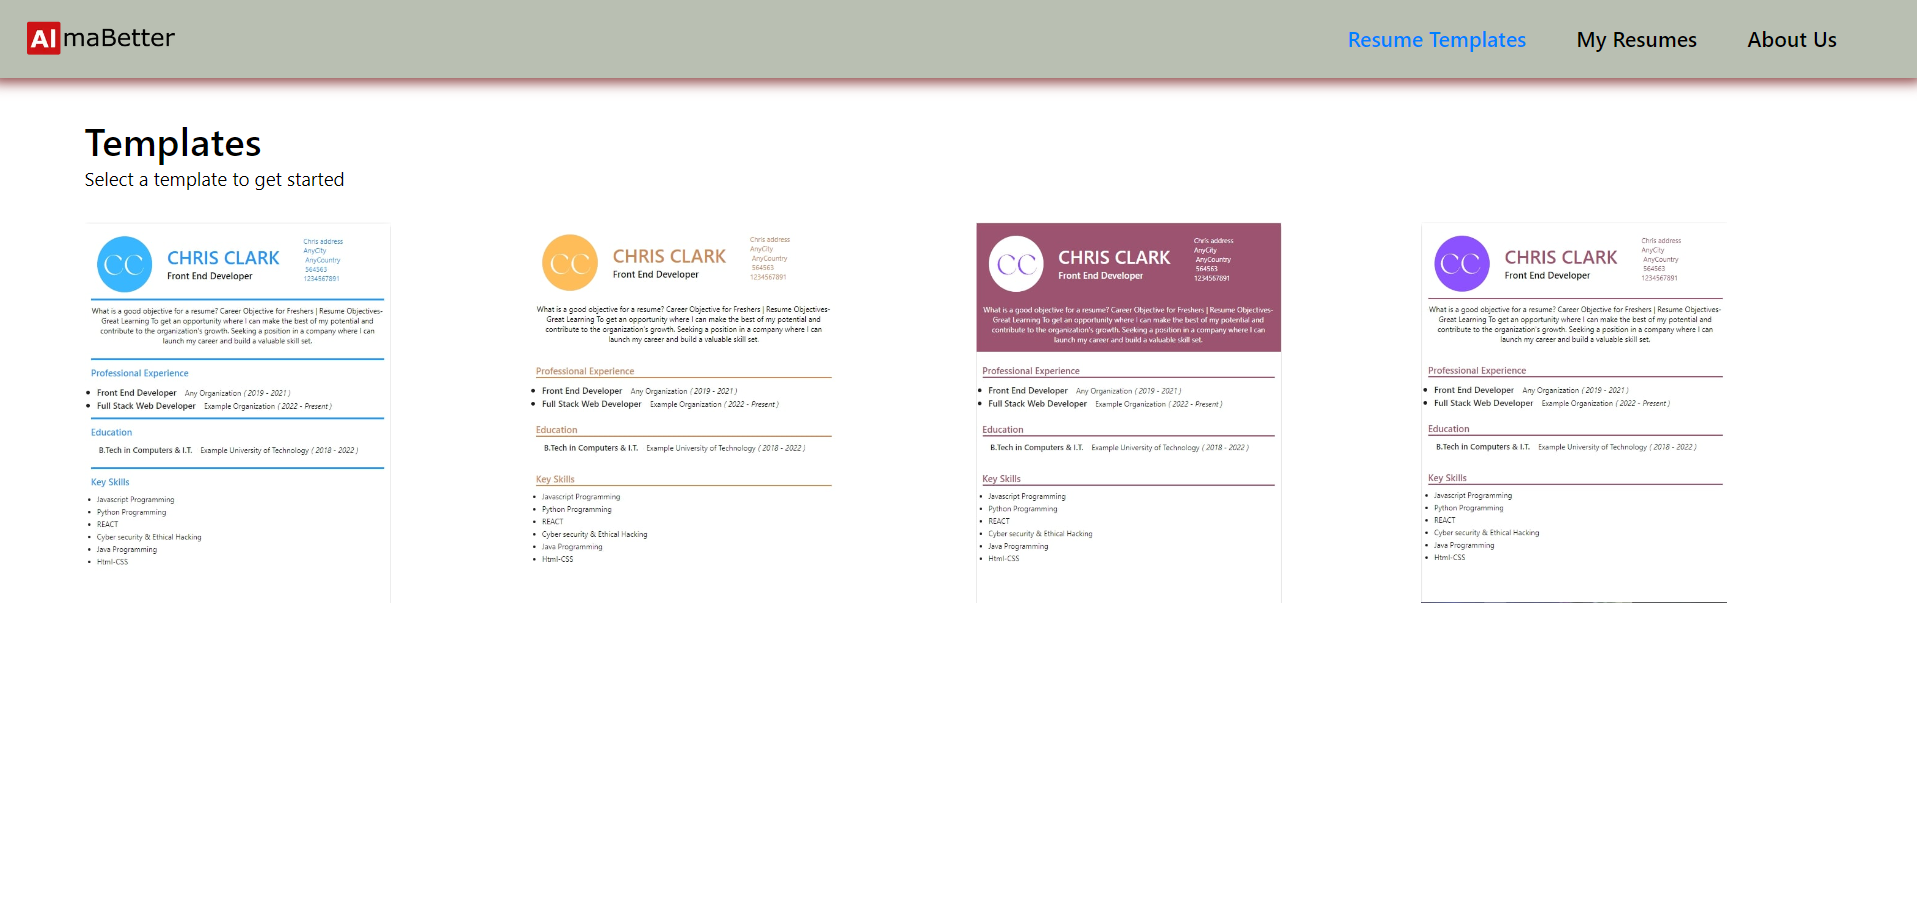 AlmaBetter
Resume Templates
My Resumes
About Us
Templates
Select a template to get started
CC
CHRIS CLARK
Front End Developer
Chris address
AnyCity
AnyCountry
564563
1234567891
What is a good objective for a resume? Career Objective for Freshers | Resume Objectives-
Great Learning To get an opportunity where I can make the best of my potential and
contribute to the organization's growth. Seeking a position in a company where I can
launch my career and build a valuable skill set.
Professional Experience
• Front End Developer Any Organization ( 2019 - 2021 )
• Full Stack Web Developer Example Organization ( 2022 - Present )
Education
B.Tech in Computers & I.T. Example University of Technology ( 2018 - 2022 )
Key Skills
• Javascript Programming
• Python Programming
• REACT
• Cyber security & Ethical Hacking
• Java Programming
• Html-CSS
CC
CHRIS CLARK
Front End Developer
Chris address
AnyCity
AnyCountry
564563
1234567891
What is a good objective for a resume? Career Objective for Freshers | Resume Objectives-
Great Learning To get an opportunity where I can make the best of my potential and
contribute to the organization's growth. Seeking a position in a company where I can
launch my career and build a valuable skill set.
Professional Experience
• Front End Developer Any Organization ( 2019 - 2021 )
• Full Stack Web Developer Example Organization ( 2022 - Present )
Education
B.Tech in Computers & I.T. Example University of Technology ( 2018 - 2022 )
Key Skills
• Javascript Programming
• Python Programming
• REACT
• Cyber security & Ethical Hacking
• Java Programming
• Html-CSS
CC
CHRIS CLARK
Front End Developer
Chris address
AnyCity
AnyCountry
564563
1234567891
What is a good objective for a resume? Career Objective for Freshers | Resume Objectives-
Great Learning To get an opportunity where I can make the best of my potential and
contribute to the organization's growth. Seeking a position in a company where I can
launch my career and build a valuable skill set.
Professional Experience
• Front End Developer Any Organization ( 2019 - 2021 )
• Full Stack Web Developer Example Organization ( 2022 - Present )
Education
B.Tech in Computers & I.T. Example University of Technology ( 2018 - 2022 )
Key Skills
• Javascript Programming
• Python Programming
• REACT
• Cyber security & Ethical Hacking
• Java Programming
• Html-CSS
CC
CHRIS CLARK
Front End Developer
Chris address
AnyCity
AnyCountry
564563
1234567891
What is a good objective for a resume? Career Objective for Freshers | Resume Objectives-
Great Learning To get an opportunity where I can make the best of my potential and
contribute to the organization's growth. Seeking a position in a company where I can
launch my career and build a valuable skill set.
Professional Experience
• Front End Developer Any Organization ( 2019 - 2021 )
• Full Stack Web Developer Example Organization ( 2022 - Present )
Education
B.Tech in Computers & I.T. Example University of Technology ( 2018 - 2022 )
Key Skills
• Javascript Programming
• Python Programming
• REACT
• Cyber security & Ethical Hacking
• Java Programming
• Html-CSS